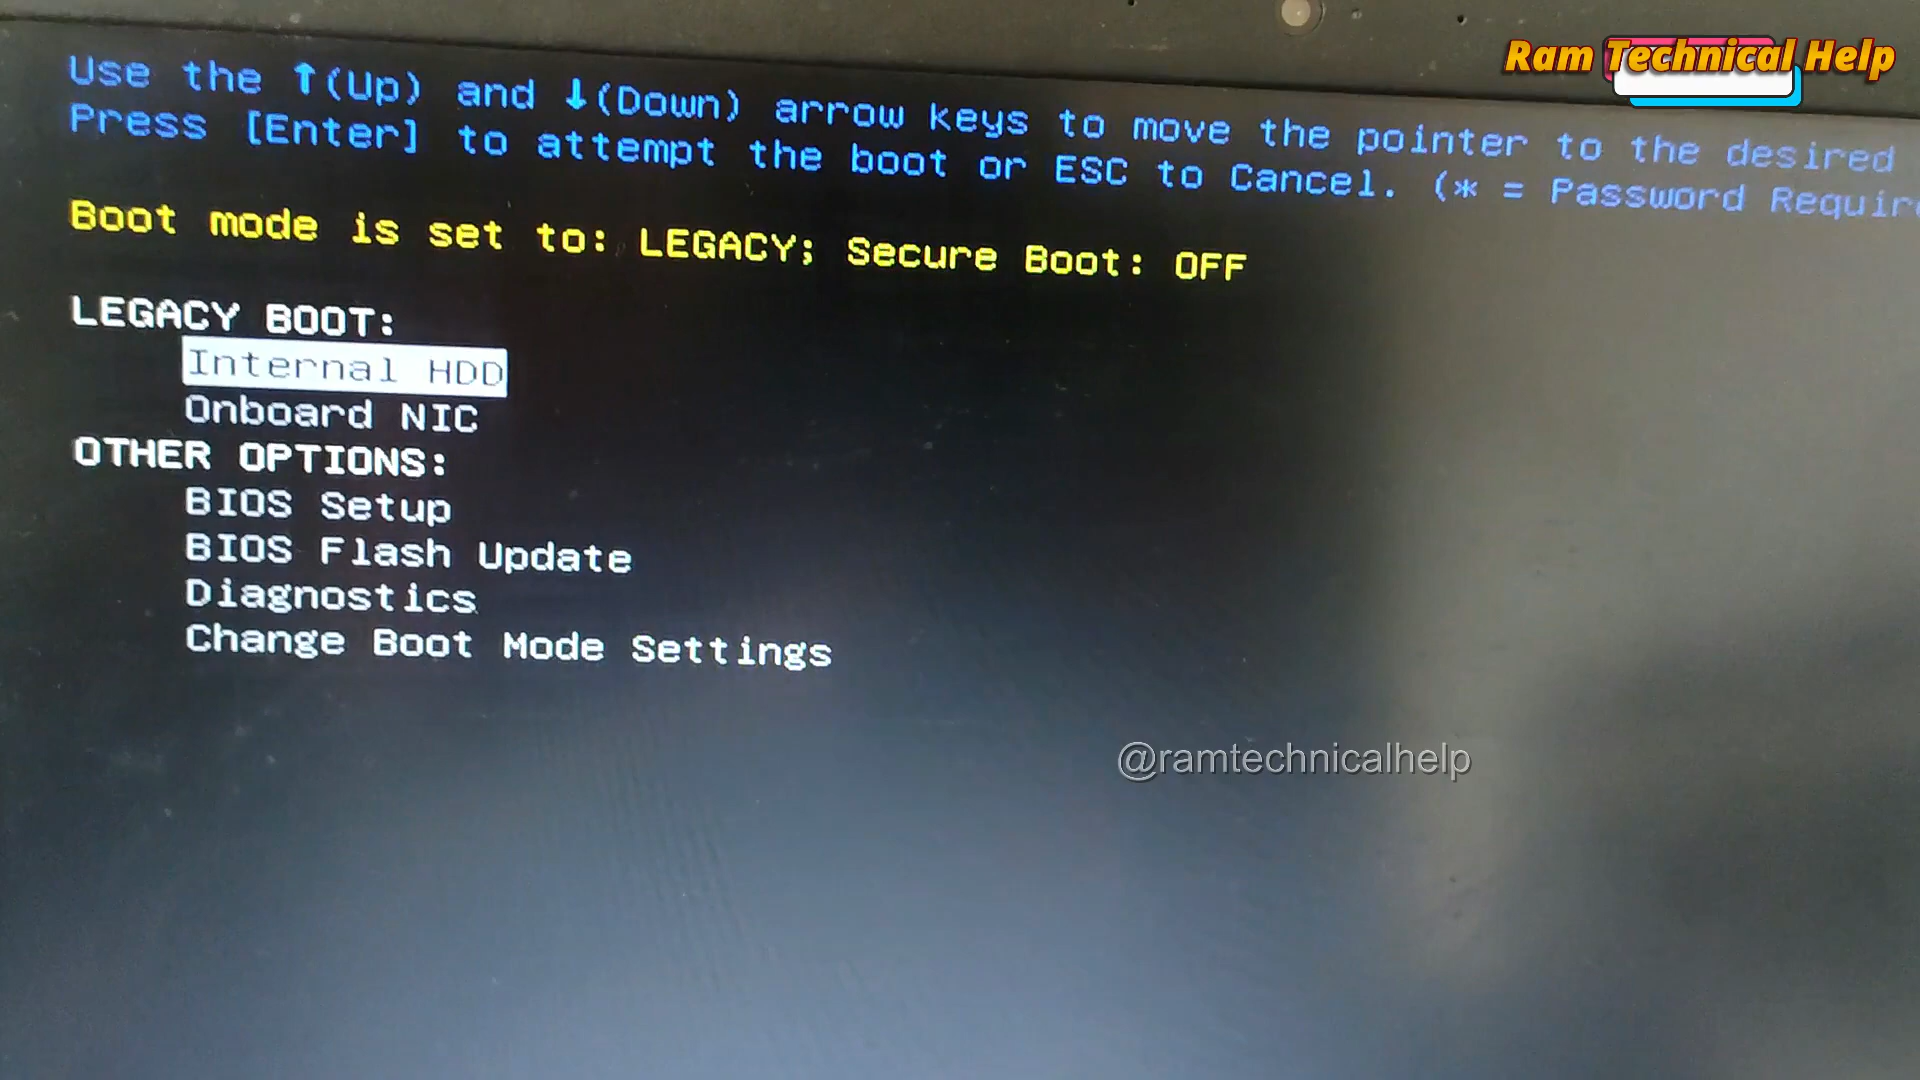 Ram Technical Help
Use the ↑(Up) and ↓(Down) arrow keys to move the pointer to the desired
Press [Enter] to attempt the boot or ESC to Cancel. (* = Password
Boot mode is set to: LEGACY; Secure Boot: OFF
LEGACY BOOT:
Internal HDD
Onboard NIC
OTHER OPTIONS:
BIOS Setup
BIOS Flash Update
Diagnostics
Change Boot Mode Settings
@ramtechnicalhelp